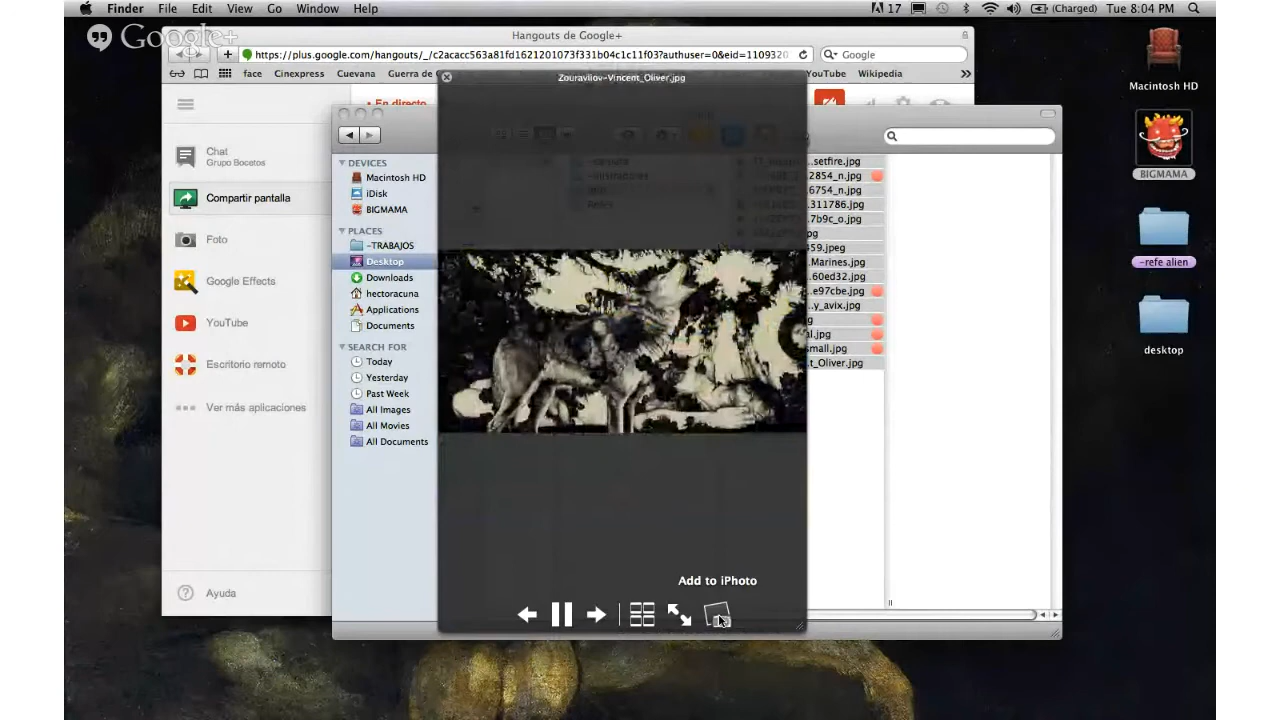 Finder File Edit View Go Window Help
17 (Charged) Tue 8:04 PM
Google+
Hangouts de Google+
https://plus.google.com/hangouts/_/c2acacc563a81fd1621201073f331b04c1c11f03?authuser=0&eid=1109320
Google
face Cinexpress Cuevana Guerra de
YouTube Wikipedia
Zouravliov-Vincent_Oliver.jpg
En directo
Chat
Grupo Bocetos
Compartir pantalla
Foto
Google Effects
YouTube
Escritorio remoto
Ver más aplicaciones
Ayuda
DEVICES
Macintosh HD
iDisk
BIGMAMA
PLACES
-TRABAJOS
Desktop
Downloads
hectoracuna
Applications
Documents
SEARCH FOR
Today
Yesterday
Past Week
All Images
All Movies
All Documents
setfire.jpg
...2854_n.jpg
...6754_n.jpg
...311786.jpg
...7b9c_o.jpg
pg
459.jpeg
.Marines.jpg
...60ed32.jpg
...e97cbe.jpg
...y_avix.jpg
g
al.jpg
small.jpg
...t_Oliver.jpg
Add to iPhoto
Macintosh HD
BIGMAMA
-refe alien
desktop